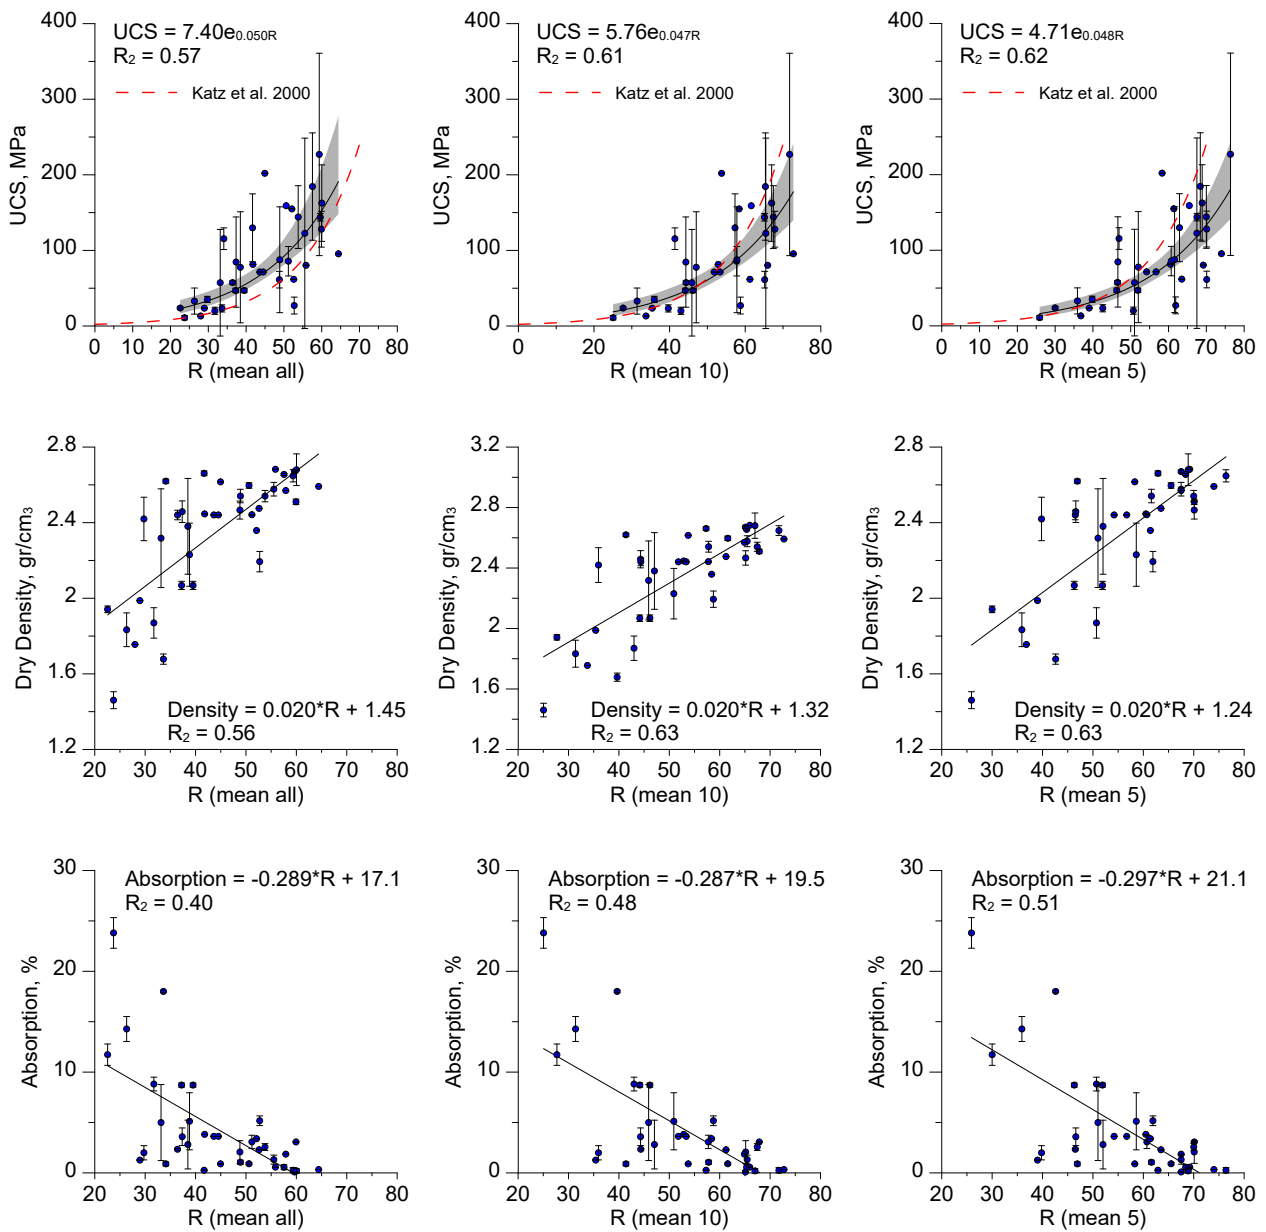 UCS = 7.40e0.050R
R2 = 0.57
Katz et al. 2000
400
300
200
100
0
UCS, MPa
0 10 20 30 40 50 60 70 80
R (mean all)
UCS = 5.76e0.047R
R2 = 0.61
Katz et al. 2000
400
300
200
100
0
UCS, MPa
0 20 40 60 80
R (mean 10)
UCS = 4.71e0.048R
R2 = 0.62
Katz et al. 2000
400
300
200
100
0
UCS, MPa
0 10 20 30 40 50 60 70 80
R (mean 5)
2.8
2.4
2
1.6
1.2
Dry Density, gr/cm3
Density = 0.020*R + 1.45
R2 = 0.56
20 30 40 50 60 70 80
R (mean all)
3.2
2.8
2.4
2
1.6
1.2
Dry Density, gr/cm3
Density = 0.020*R + 1.32
R2 = 0.63
20 30 40 50 60 70 80
R (mean 10)
2.8
2.4
2
1.6
1.2
Dry Density, gr/cm3
Density = 0.020*R + 1.24
R2 = 0.63
20 30 40 50 60 70 80
R (mean 5)
Absorption = -0.289*R + 17.1
R2 = 0.40
30
20
10
0
Absorption, %
20 30 40 50 60 70 80
R (mean all)
Absorption = -0.287*R + 19.5
R2 = 0.48
30
20
10
0
Absorption, %
20 30 40 50 60 70 80
R (mean 10)
Absorption = -0.297*R + 21.1
R2 = 0.51
30
20
10
0
Absorption, %
20 30 40 50 60 70 80
R (mean 5)